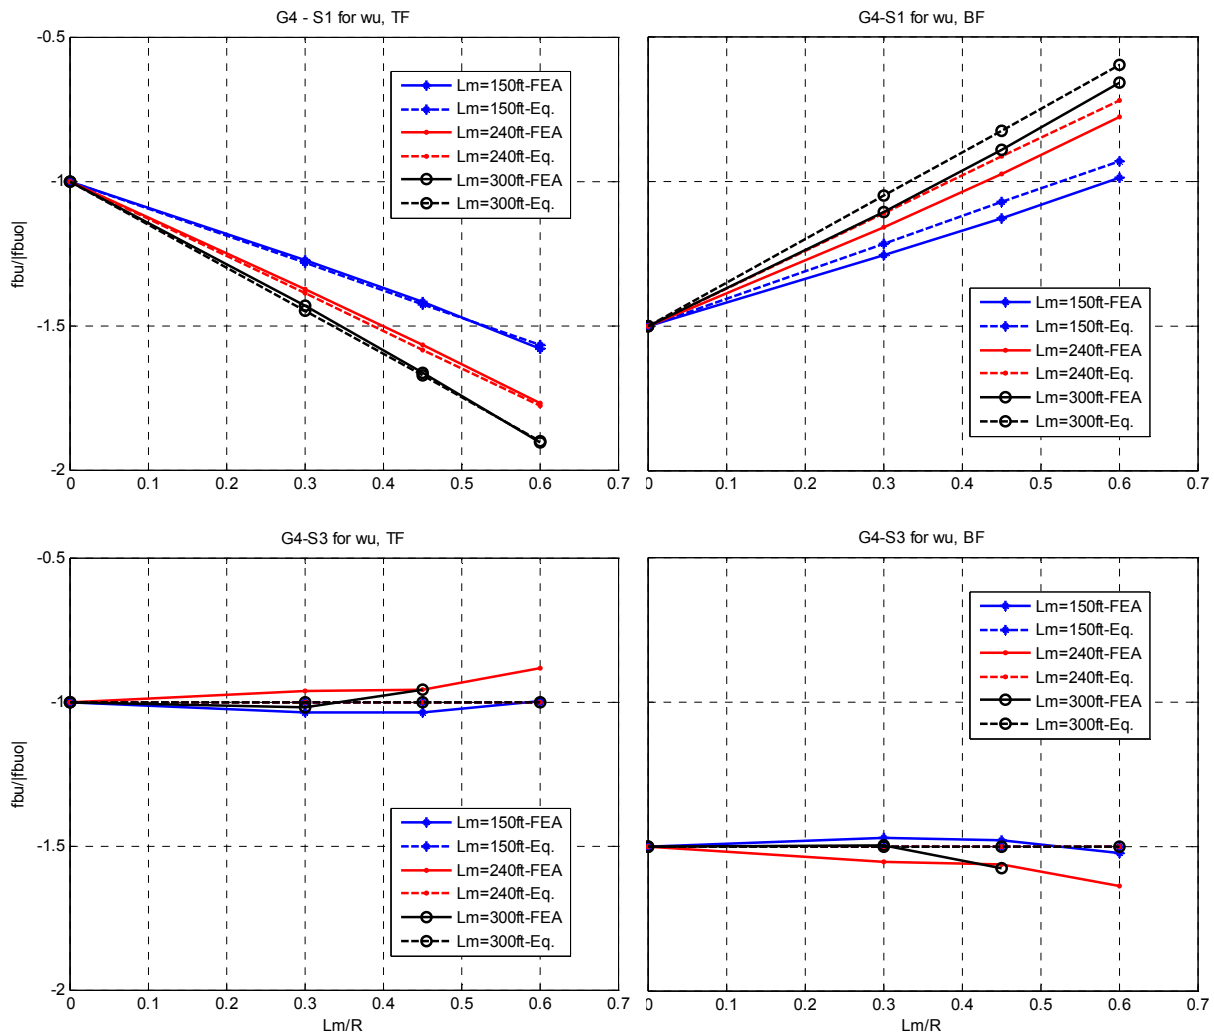 G4 - S1 for wu, TF
-0.5
-1
-1.5
-2
fbu/|fbuo|
0 0.1 0.2 0.3 0.4 0.5 0.6 0.7
Lm=150ft-FEA
Lm=150ft-Eq.
Lm=240ft-FEA
Lm=240ft-Eq.
Lm=300ft-FEA
Lm=300ft-Eq.
G4-S1 for wu, BF
0 0.1 0.2 0.3 0.4 0.5 0.6 0.7
Lm=150ft-FEA
Lm=150ft-Eq.
Lm=240ft-FEA
Lm=240ft-Eq.
Lm=300ft-FEA
Lm=300ft-Eq.
G4-S3 for wu, TF
-0.5
-1
-1.5
-2
fbu/|fbuo|
0 0.1 0.2 0.3 0.4 0.5 0.6 0.7
Lm/R
Lm=150ft-FEA
Lm=150ft-Eq.
Lm=240ft-FEA
Lm=240ft-Eq.
Lm=300ft-FEA
Lm=300ft-Eq.
G4-S3 for wu, BF
0 0.1 0.2 0.3 0.4 0.5 0.6 0.7
Lm/R
Lm=150ft-FEA
Lm=150ft-Eq.
Lm=240ft-FEA
Lm=240ft-Eq.
Lm=300ft-FEA
Lm=300ft-Eq.